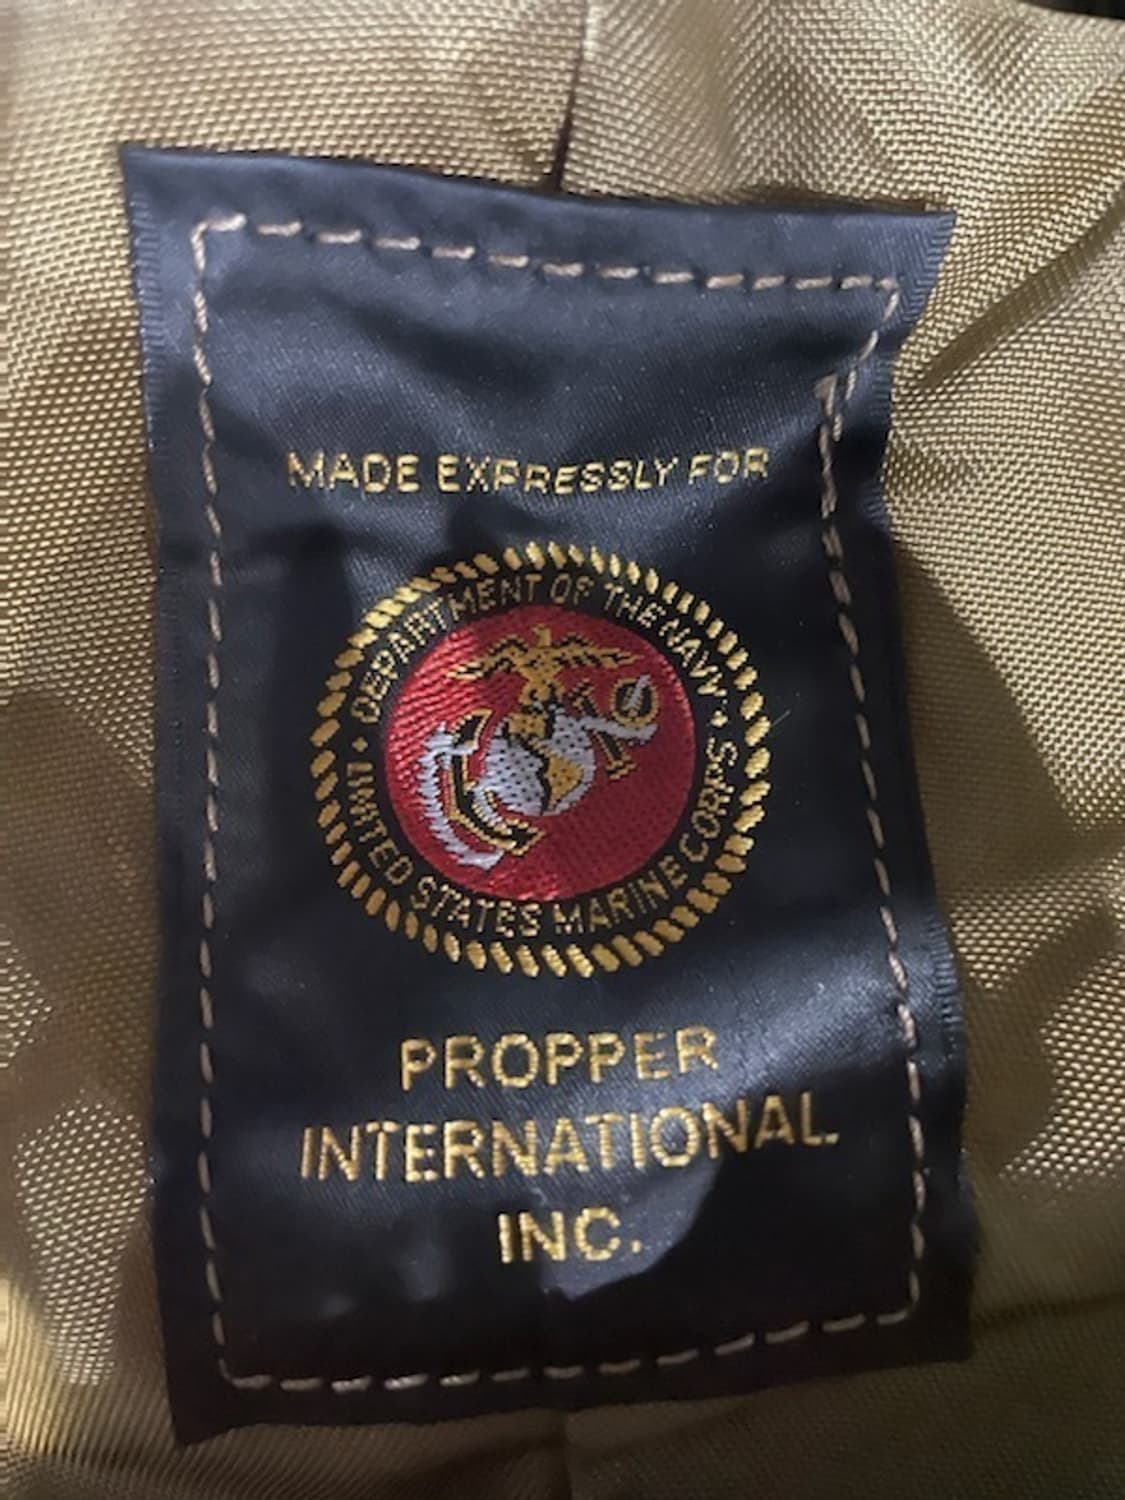 MADE EXPRESSLY FOR
DEPARTMENT OF THE NAVY
UNITED STATES MARINE CORPS
PROPPER
INTERNATIONAL
INC.